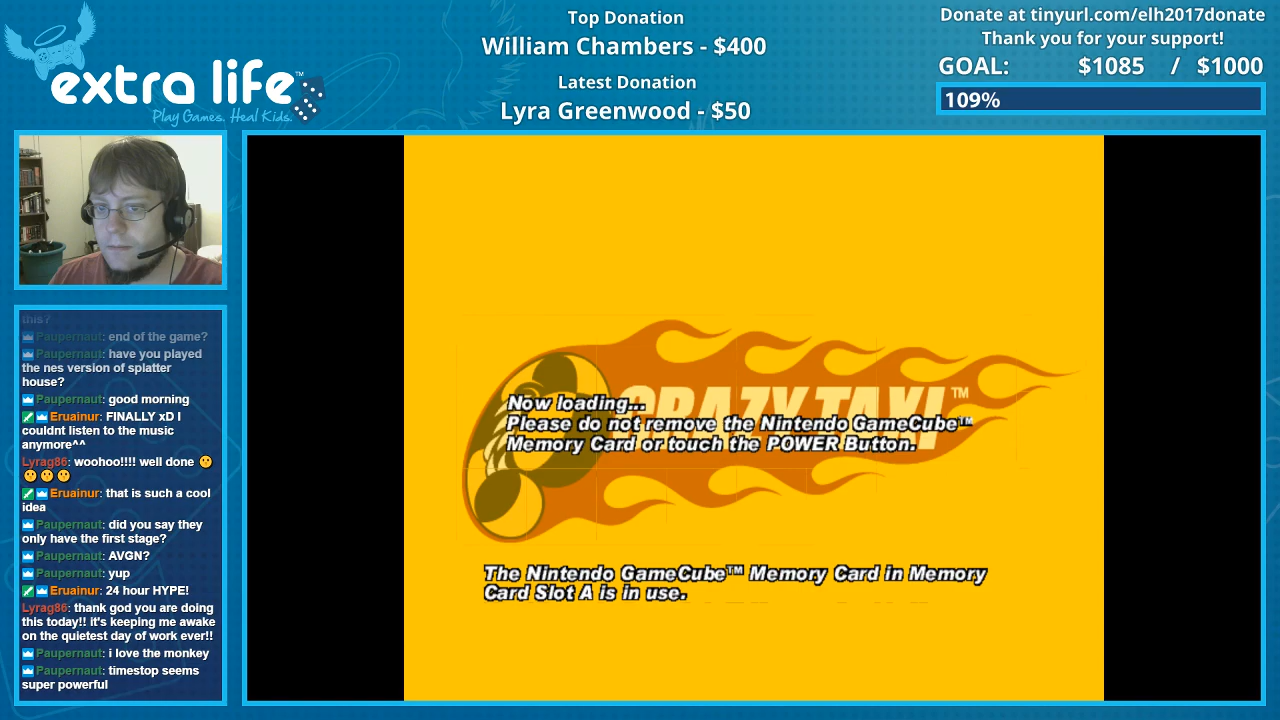 extra life™
Play Games. Heal Kids.
Top Donation
William Chambers - $400
Latest Donation
Lyra Greenwood - $50
Donate at tinyurl.com/elh2017donate
Thank you for your support!
GOAL: $1085 / $1000
109%
this?
Paupernaut: end of the game?
Paupernaut: have you played
the nes version of splatter
house?
Paupernaut: good morning
Eruainur: FINALLY xD I
couldnt listen to the music
anymore^^
Lyrag86: woohoo!!!! well done
Eruainur: that is such a cool
idea
Paupernaut: did you say they
only have the first stage?
Paupernaut: AVGN?
Paupernaut: yup
Eruainur: 24 hour HYPE!
Lyrag86: thank god you are doing
this today!! it's keeping me awake
on the quietest day of work ever!!
Paupernaut: i love the monkey
Paupernaut: timestop seems
super powerful
CRAZY TAXI™
Now loading...
Please do not remove the Nintendo GameCube™
Memory Card or touch the POWER Button.
The Nintendo GameCube™ Memory Card in Memory
Card Slot A is in use.